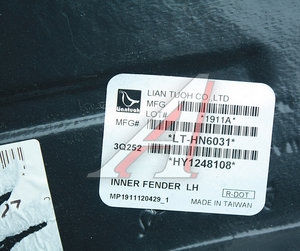 LIAN TUOH CO.,LTD
Liantuoh
MFG
LOT#
*1911A*
MFG#
*LT-HN6031*
3Q252
*HY1248108*
INNER FENDER LH
R-DOT
MP1911120429_1
MADE IN TAIWAN